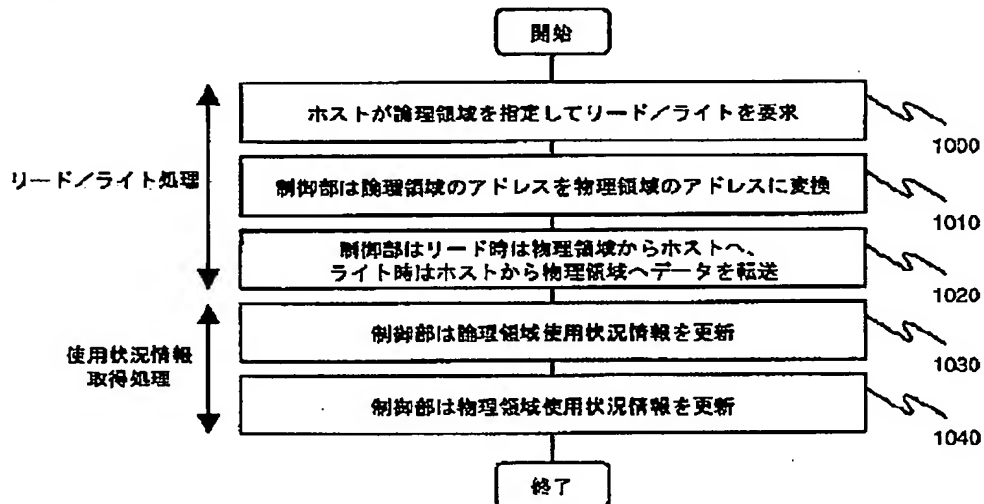 開始
ホストが論理領域を指定してリード／ライトを要求
1000
リード／ライト処理
制御部は論理領域のアドレスを物理領域のアドレスに変換
1010
制御部はリード時は物理領域からホストへ、
ライト時はホストから物理領域へデータを転送
1020
使用状況情報
取得処理
制御部は論理領域使用状況情報を更新
1030
制御部は物理領域使用状況情報を更新
1040
終了